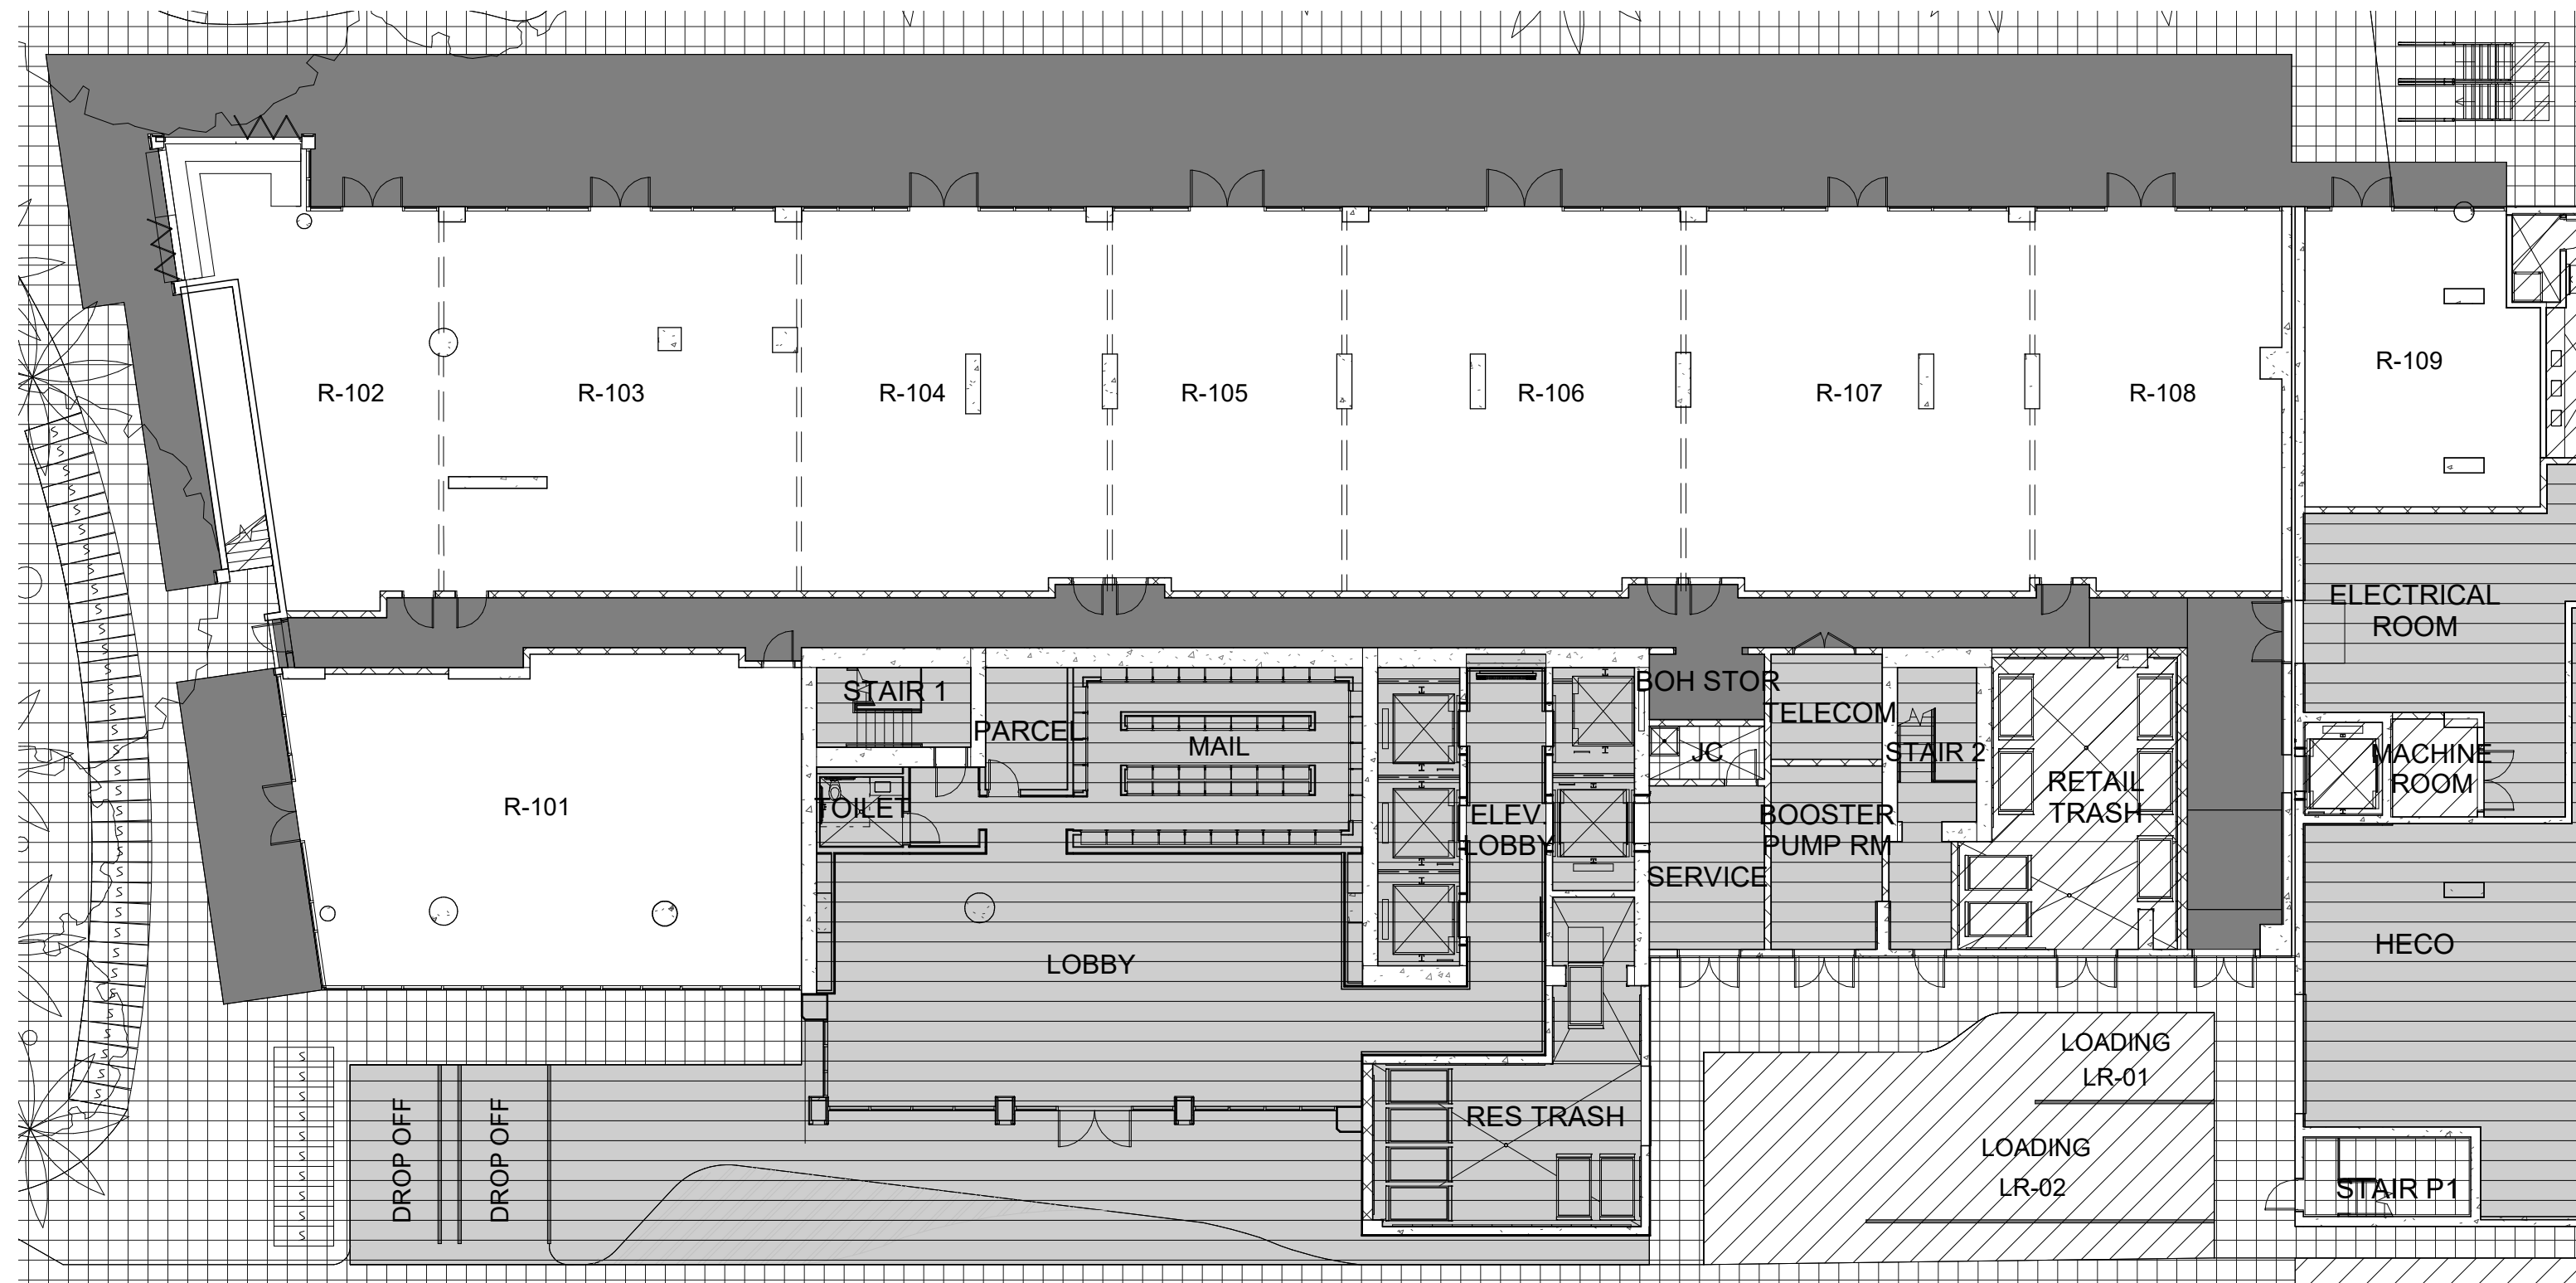 R-102
R-103
R-104
R-105
R-106
R-107
R-108
R-109
ELECTRICAL
ROOM
STAIR 1
PARCEL
MAIL
TOILET
R-101
ELEV.
LOBBY
BOH STOR
TELECOM
JC
STAIR 2
BOOSTER
PUMP RM
SERVICE
RETAIL
TRASH
MACHINE
ROOM
LOBBY
HECO
LOADING
LR-01
DROP OFF
DROP OFF
RES TRASH
LOADING
LR-02
STAIR P1